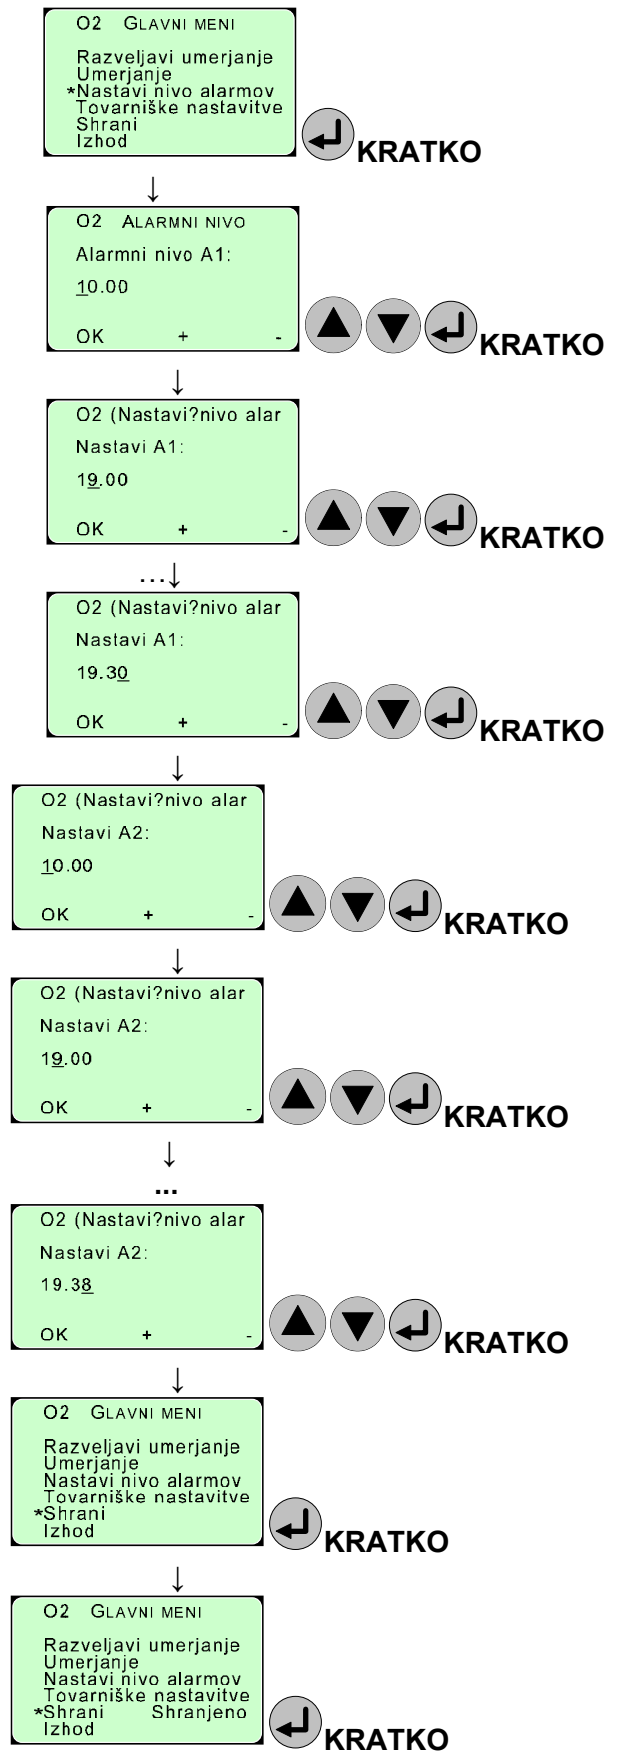 O2 GLAVNI MENI
Razveljavi umerjanje
Umerjanje
*Nastavi nivo alarmov
Tovarniške nastavitve
Shrani
Izhod
KRATKO
↓
O2 ALARMNI NIVO
Alarmni nivo A1:
10.00
OK + -
KRATKO
↓
O2 (Nastavi?nivo alar
Nastavi A1:
19.00
OK + -
KRATKO
...↓
O2 (Nastavi?nivo alar
Nastavi A1:
19.30
OK + -
KRATKO
↓
O2 (Nastavi?nivo alar
Nastavi A2:
10.00
OK + -
KRATKO
↓
O2 (Nastavi?nivo alar
Nastavi A2:
19.00
OK + -
KRATKO
↓
...
O2 (Nastavi?nivo alar
Nastavi A2:
19.38
OK + -
KRATKO
↓
O2 GLAVNI MENI
Razveljavi umerjanje
Umerjanje
Nastavi nivo alarmov
Tovarniške nastavitve
*Shrani
Izhod
KRATKO
↓
O2 GLAVNI MENI
Razveljavi umerjanje
Umerjanje
Nastavi nivo alarmov
Tovarniške nastavitve
*Shrani Shranjeno
Izhod
KRATKO